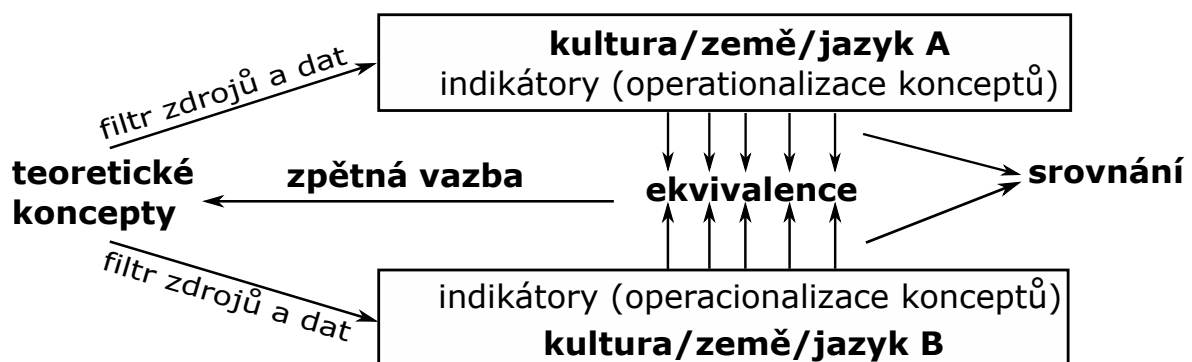 kultura/země/jazyk A
indikátory (operationalizace konceptů)
filtr zdrojů a dat
teoretické
koncepty
zpětná vazba
ekvivalence
srovnání
filtr zdrojů a dat
indikátory (operacionalizace konceptů)
kultura/země/jazyk B